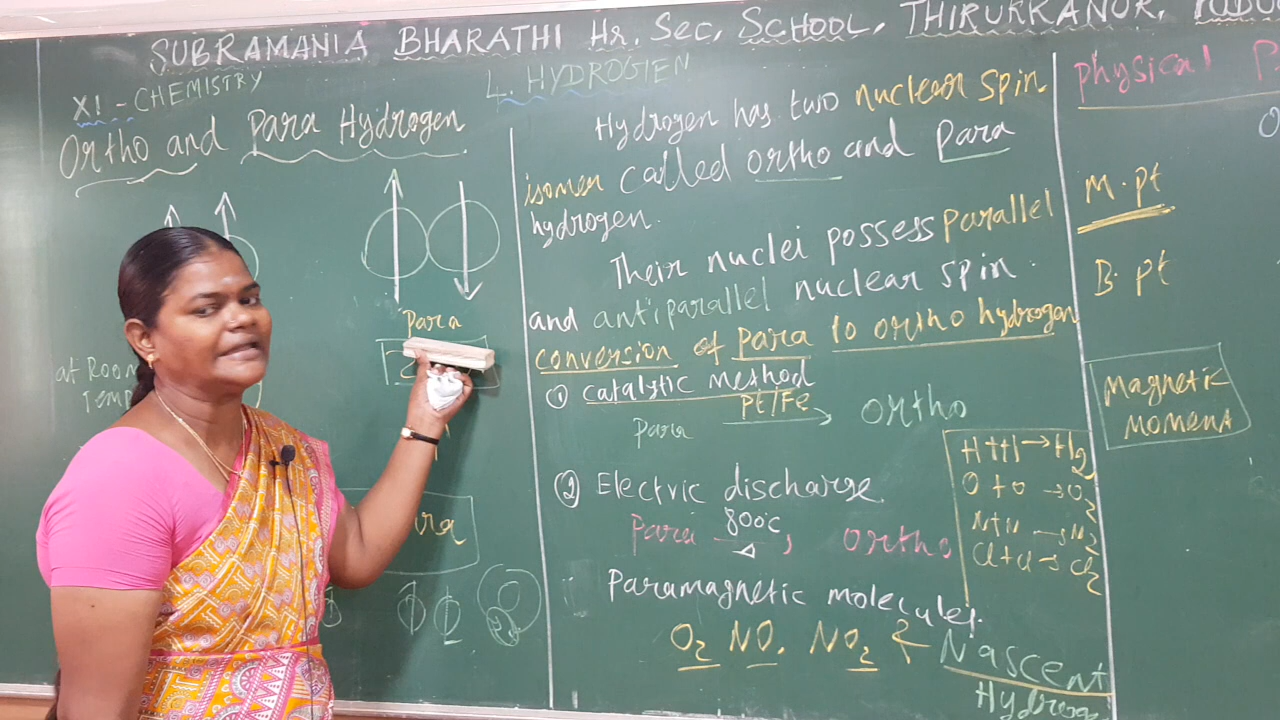 SUBRAMANIA BHARATHI Hr. Sec. SCHOOL, THIRUKKANUR,
XI - CHEMISTRY
4. HYDROGEN
Ortho and Para Hydrogen
Para
at Room
Temp
Hydrogen has two nuclear spin
isomer called ortho and Para
hydrogen.
Their nuclei possess parallel
and antiparallel nuclear spin.
conversion of para to ortho hydrogen
① catalytic method
Para Pt/Fe → ortho
② Electric discharge
Para 800°C Δ ortho
Paramagnetic molecules
O2 NO. NO2 ← Nascent
Hydrog
H+H → H2
O + O → O2
N+N → N2
Cl+Cl → Cl2
physical
M.pt
B.pt
Magnetic
moment